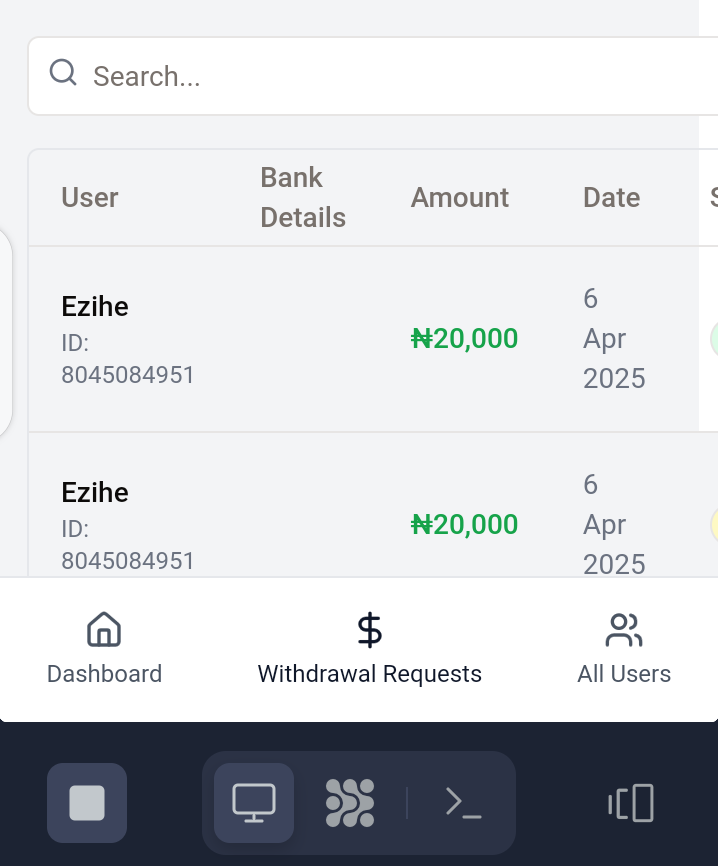 Search...
User
Bank
Details
Amount
Date
Ezihe
ID:
8045084951
₦20,000
6
Apr
2025
Ezihe
ID:
8045084951
₦20,000
6
Apr
2025
Dashboard
Withdrawal Requests
All Users